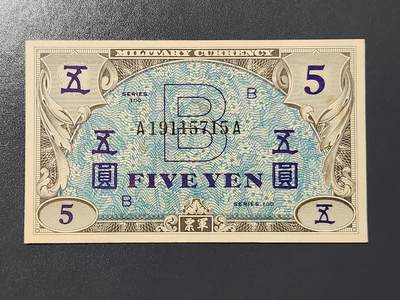 MILITARY CURRENCY
五 5
SERIES 100 B
B
A19115715A
五 五
圓 FIVE YEN 圓
B SERIES 100
5 票軍 五